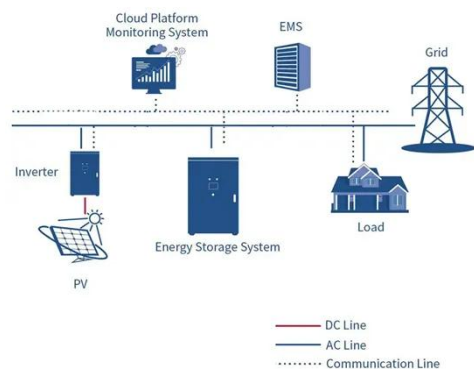 Cloud Platform
Monitoring System
EMS
Grid
Inverter
Energy Storage System
Load
PV
DC Line
AC Line
Communication Line